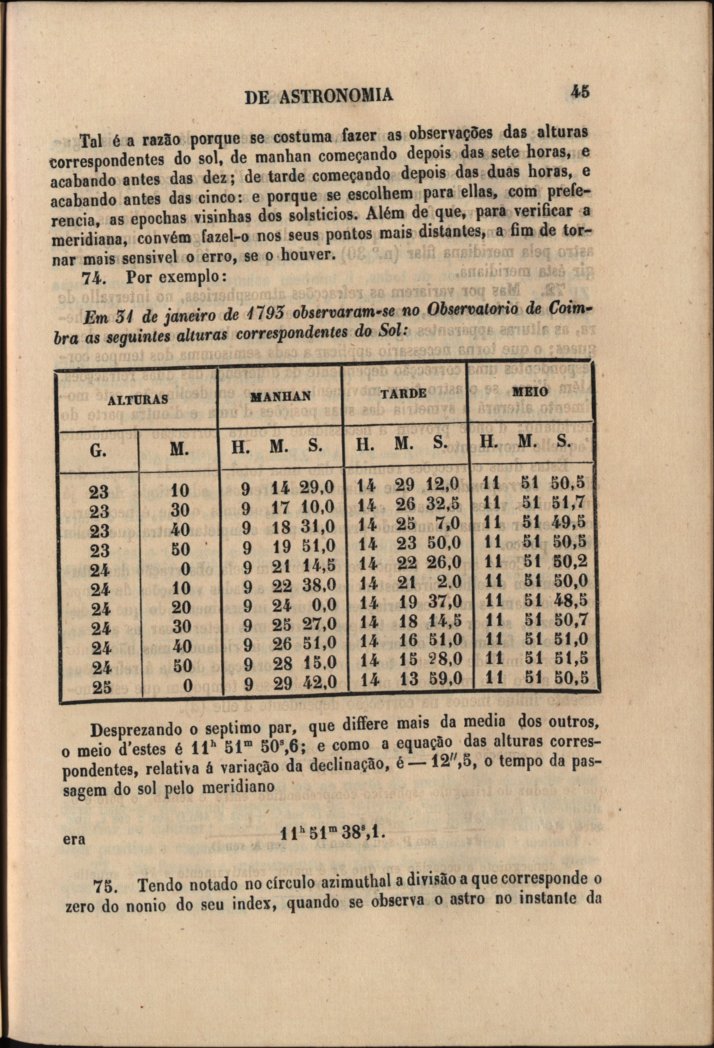 DE ASTRONOMIA 45
Tal é a razão porque se costuma fazer as observações das alturas
correspondentes do sol, de manhan começando depois das sete horas, e
acabando antes das dez; de tarde começando depois das duas horas, e
acabando antes das cinco: e porque se escolhem para ellas, com prefe-
rencia, as epochas visinhas dos solsticios. Além de que, para verificar a
meridiana, convém fazel-o nos seus pontos mais distantes, a fim de tor-
nar mais sensivel o erro, se o houver.
74. Por exemplo:
Em 31 de janeiro de 1793 observaram-se no Observatorio de Coim-
bra as seguintes alturas correspondentes do Sol:
ALTURAS MANHAN TARDE MEIO
G. M. H. M. S. H. M. S. H. M. S.
23 10 9 14 29,0 14 29 12,0 11 51 50,5
23 30 9 17 10,0 14 26 32,5 11 51 51,7
23 40 9 18 31,0 14 25 7,0 11 51 49,5
23 50 9 19 51,0 14 23 50,0 11 51 50,5
24 0 9 21 14,5 14 22 26,0 11 51 50,2
24 10 9 22 38,0 14 21 2,0 11 51 50,0
24 20 9 24 0,0 14 19 37,0 11 51 48,5
24 30 9 25 27,0 14 18 14,5 11 51 50,7
24 40 9 26 51,0 14 16 51,0 11 51 51,0
24 50 9 28 15,0 14 15 28,0 11 51 51,5
25 0 9 29 42,0 14 13 59,0 11 51 50,5
Desprezando o septimo par, que differe mais da media dos outros,
o meio d'estes é 11ʰ 51ᵐ 50ˢ,6; e como a equação das alturas corres-
pondentes, relativa á variação da declinação, é — 12",5, o tempo da pas-
sagem do sol pelo meridiano
era 11ʰ 51ᵐ 38ˢ,1.
75. Tendo notado no círculo azimuthal a divisão a que corresponde o
zero do nonio do seu index, quando se observa o astro no instante da